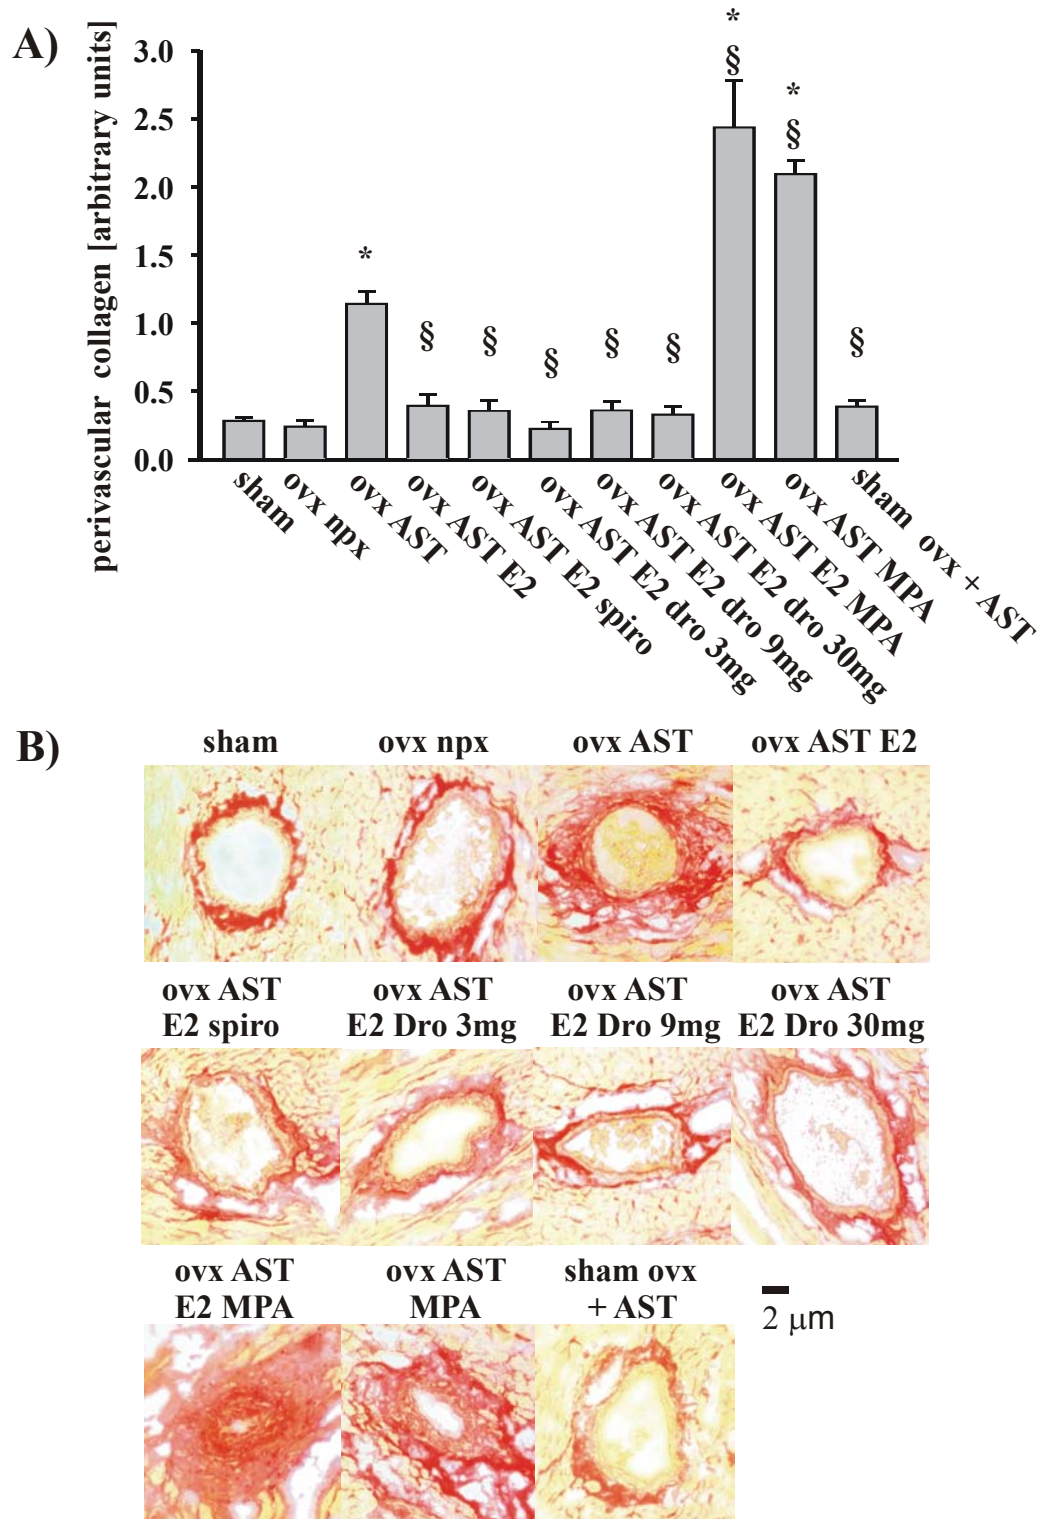 A)
perivascular collagen [arbitrary units]
3.0
2.5
2.0
1.5
1.0
0.5
0.0
*
§
§
§
§
§
*
§
*
§
§
sham
ovx npx
ovx AST
ovx AST E2
ovx AST E2 spiro
ovx AST E2 dro 3mg
ovx AST E2 dro 9mg
ovx AST E2 dro 30mg
ovx AST E2 MPA
ovx AST MPA
sham ovx + AST
B)
sham
ovx npx
ovx AST
ovx AST E2
ovx AST
E2 spiro
ovx AST
E2 Dro 3mg
ovx AST
E2 Dro 9mg
ovx AST
E2 Dro 30mg
ovx AST
E2 MPA
ovx AST
MPA
sham ovx
+ AST
2 μm